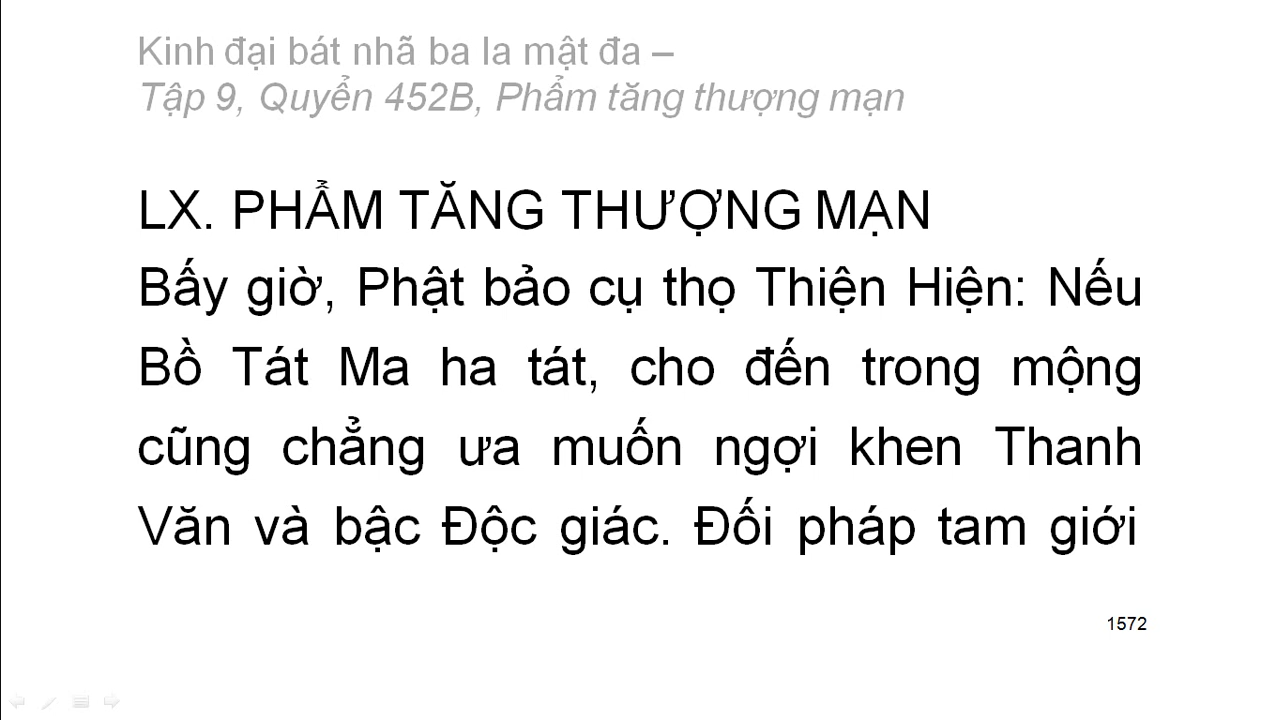 Kinh đại bát nhã ba la mật đa –
Tập 9, Quyển 452B, Phẩm tăng thượng mạn
LX. PHẨM TĂNG THƯỢNG MẠN
Bấy giờ, Phật bảo cụ thọ Thiện Hiện: Nếu
Bồ Tát Ma ha tát, cho đến trong mộng
cũng chẳng ưa muốn ngợi khen Thanh
Văn và bậc Độc giác. Đối pháp tam giới
1572